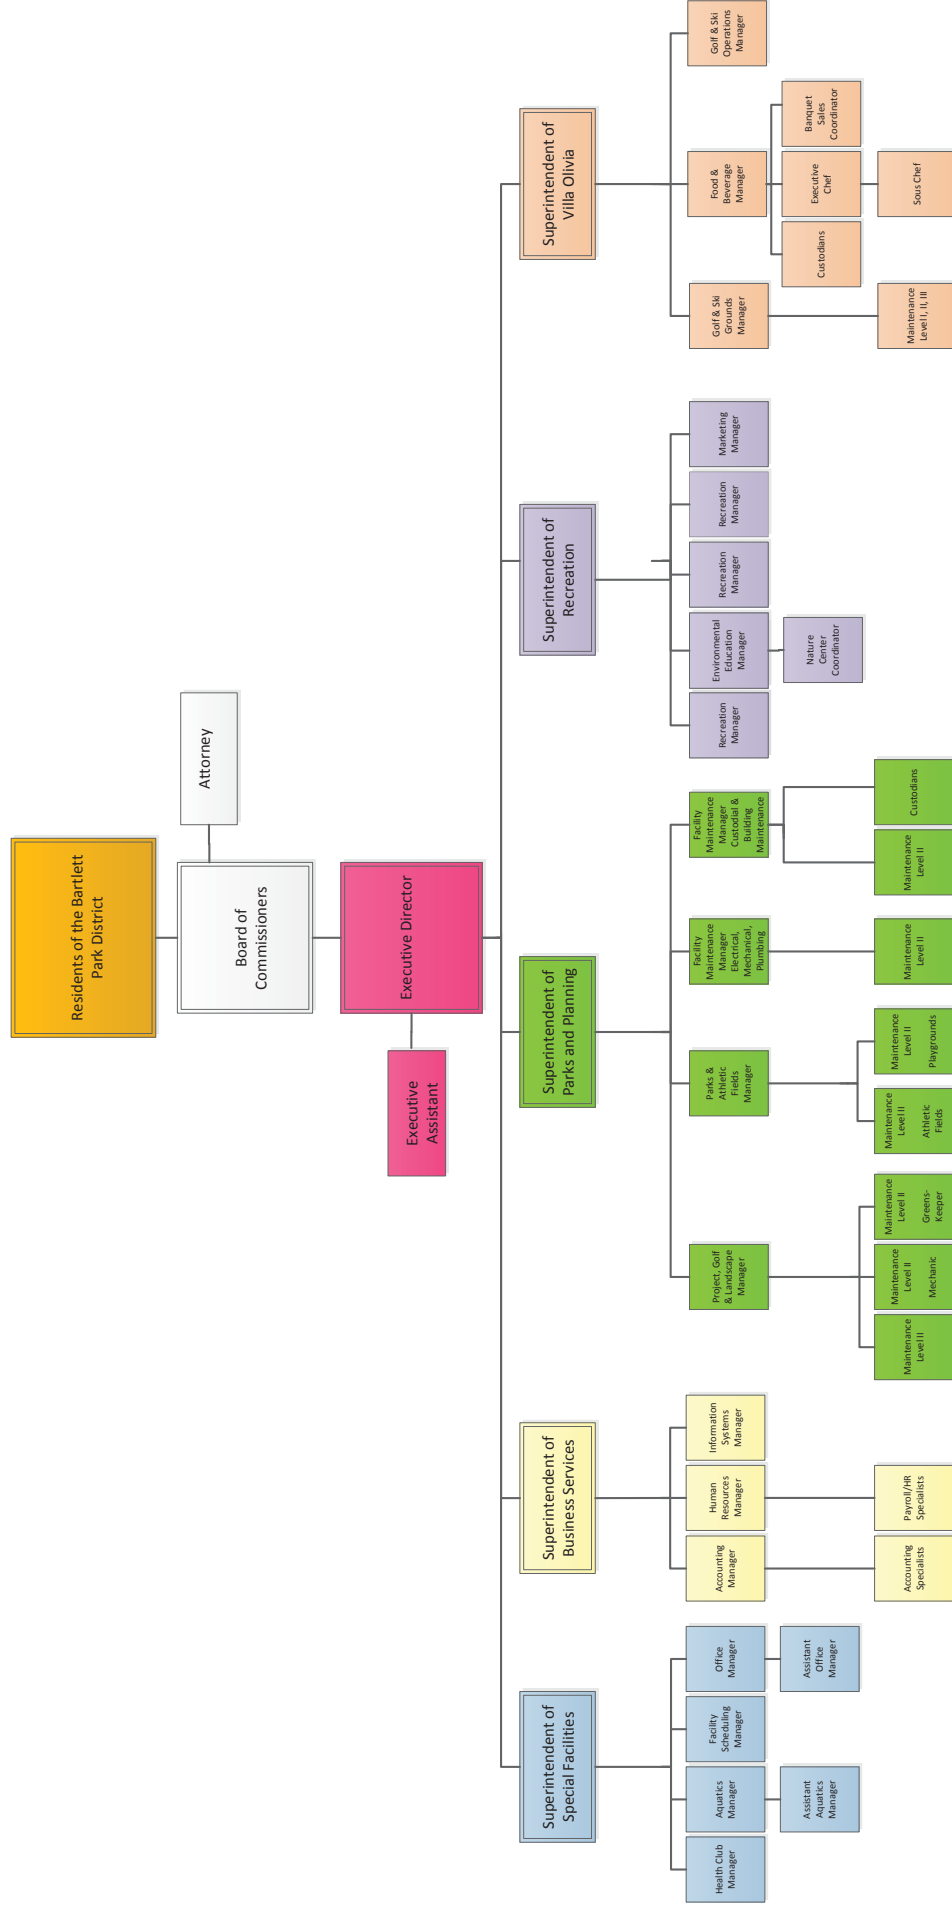 Residents of the Bartlett
Park District
Board of
Commissioners
Attorney
Executive Director
Executive
Assistant
Superintendent of
Special Facilities
Superintendent of
Business Services
Superintendent of
Parks and Planning
Superintendent of
Recreation
Superintendent of
Villa Olivia
Health Club
Manager
Aquatics
Manager
Facility
Scheduling
Manager
Office
Manager
Assistant
Aquatics
Manager
Assistant
Office
Manager
Accounting
Manager
Human
Resources
Manager
Information
Systems
Manager
Accounting
Specialists
Payroll/HR
Specialists
Project, Golf
& Landscape
Manager
Parks &
Athletic
Fields
Manager
Facility
Maintenance
Manager
Electrical,
Mechanical,
Plumbing
Facility
Maintenance
Manager
Custodial &
Building
Maintenance
Maintenance
Level II
Maintenance
Level II
Mechanic
Maintenance
Level II
Greens-
Keeper
Maintenance
Level II
Athletic
Fields
Maintenance
Level II
Playgrounds
Maintenance
Level II
Maintenance
Level II
Custodians
Recreation
Manager
Environmental
Education
Manager
Recreation
Manager
Recreation
Manager
Marketing
Manager
Nature
Center
Coordinator
Golf & Ski
Grounds
Manager
Food &
Beverage
Manager
Golf & Ski
Operations
Manager
Custodians
Executive
Chef
Banquet
Sales
Coordinator
Maintenance
Level I, II, III
Sous Chef